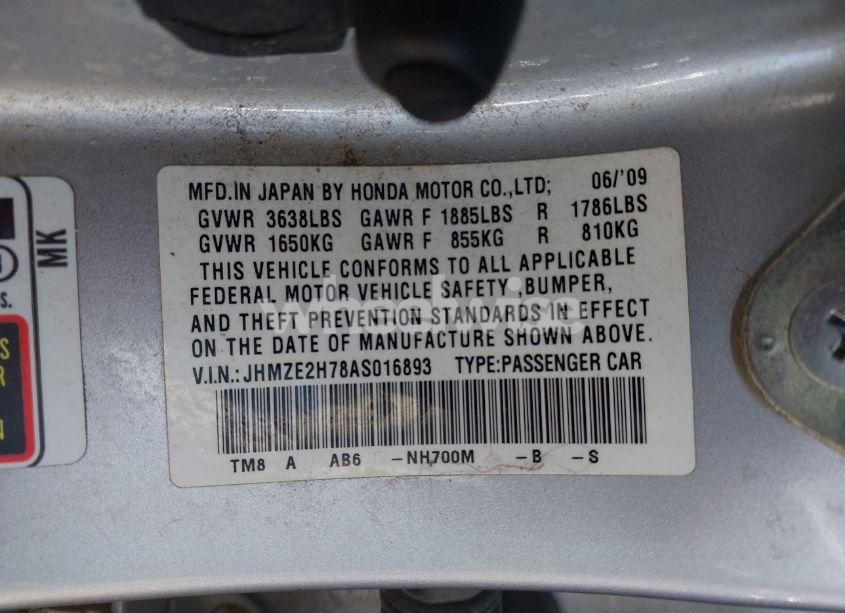 MFD.IN JAPAN BY HONDA MOTOR CO.,LTD; 06/'09
GVWR 3638LBS GAWR F 1885LBS R 1786LBS
GVWR 1650KG GAWR F 855KG R 810KG
THIS VEHICLE CONFORMS TO ALL APPLICABLE
FEDERAL MOTOR VEHICLE SAFETY ,BUMPER,
AND THEFT PREVENTION STANDARDS IN EFFECT
ON THE DATE OF MANUFACTURE SHOWN ABOVE.
V.I.N.: JHMZE2H78AS016893 TYPE:PASSENGER CAR
TM8 A AB6 -NH700M -B -S
MK
S.
S
R
N
wheelwise